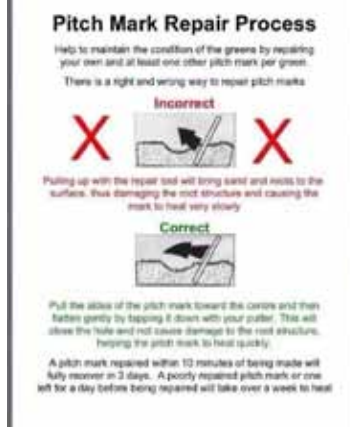 Pitch Mark Repair Process
Help to maintain the condition of the greens by repairing
your own and at least one other pitch mark per green.
There is a right and wrong way to repair pitch marks
Incorrect
X X
Pulling up with the repair tool will bring sand and rocks to the
surface, thus damaging the root structure and causing the
mark to heal very slowly
Correct
Pull the sides of the pitch mark toward the centre and then
flatten gently by tapping it down with your putter. This will
close the hole and not cause damage to the root structure,
helping the pitch mark to heal quickly.
A pitch mark repaired within 10 minutes of being made will
fully recover in 3 days. A poorly repaired pitch mark or one
left for a day before being repaired will take over a week to heal